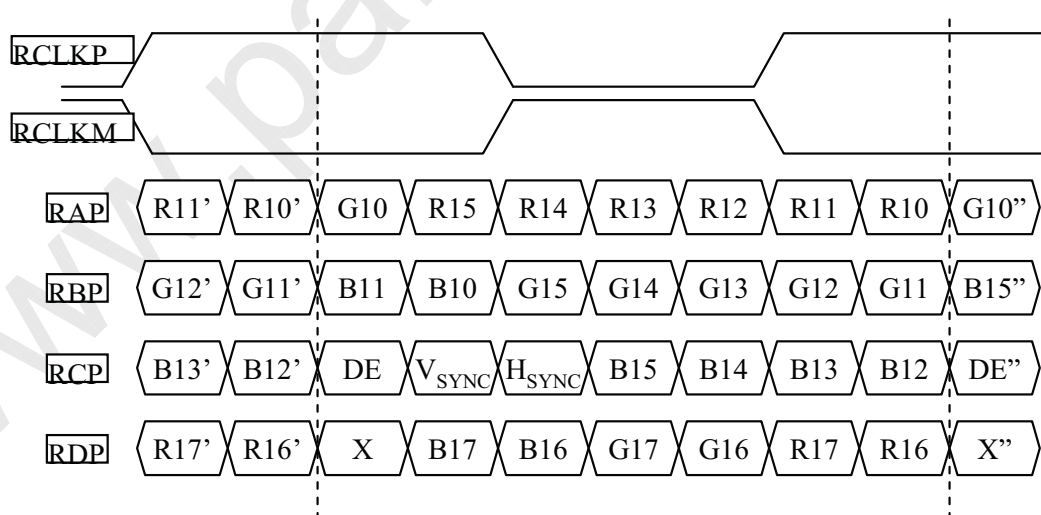 RCLKP
RCLKM
RAP R11’ R10’ G10 R15 R14 R13 R12 R11 R10 G10”
RBP G12’ G11’ B11 B10 G15 G14 G13 G12 G11 B15”
RCP B13’ B12’ DE VSYNC HSYNC B15 B14 B13 B12 DE”
RDP R17’ R16’ X B17 B16 G17 G16 R17 R16 X”
www.pa